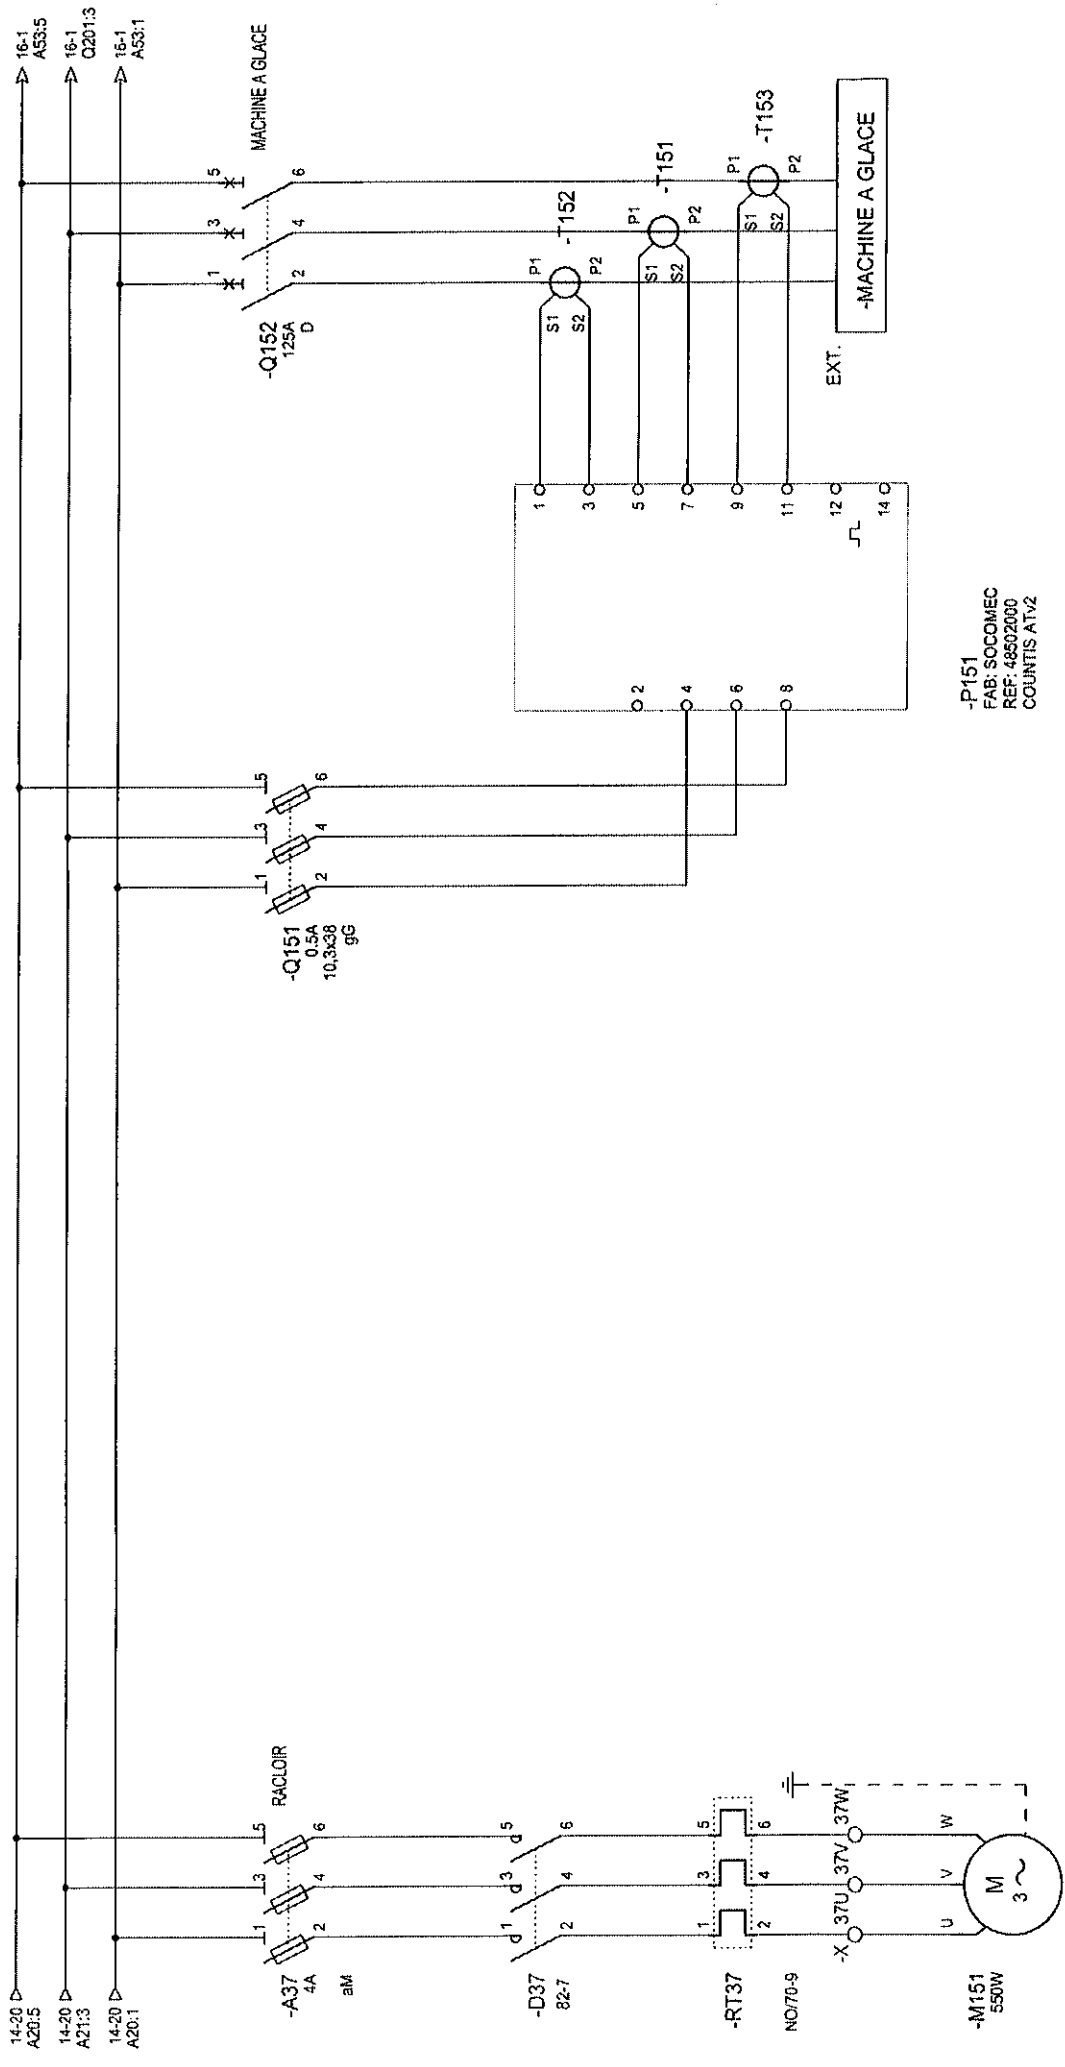 14-20
A20:5
14-20
A21:3
14-20
A20:1
16-1
A53:5
16-1
Q201:3
16-1
A53:1
RACLOIR
1
3
5
2
4
6
-A37
4A
aM
1
3
5
2
4
6
-D37
82-7
1
3
5
2
4
6
-RT37
NO/70-9
-X
37U
37V
37W
U
V
W
M
3~
-M151
550W
1
3
5
2
4
6
-Q151
0.5A
10,3x38
gG
2
4
6
8
1
3
5
7
9
11
12
14
-P151
FAB: SOCOMEC
REF: 48502000
COUNTIS ATv2
MACHINE A GLACE
1
3
5
2
4
6
-Q152
125A
D
-T152
P1
P2
S1
S2
-T151
P1
P2
S1
S2
-T153
P1
P2
S1
S2
EXT.
-MACHINE A GLACE